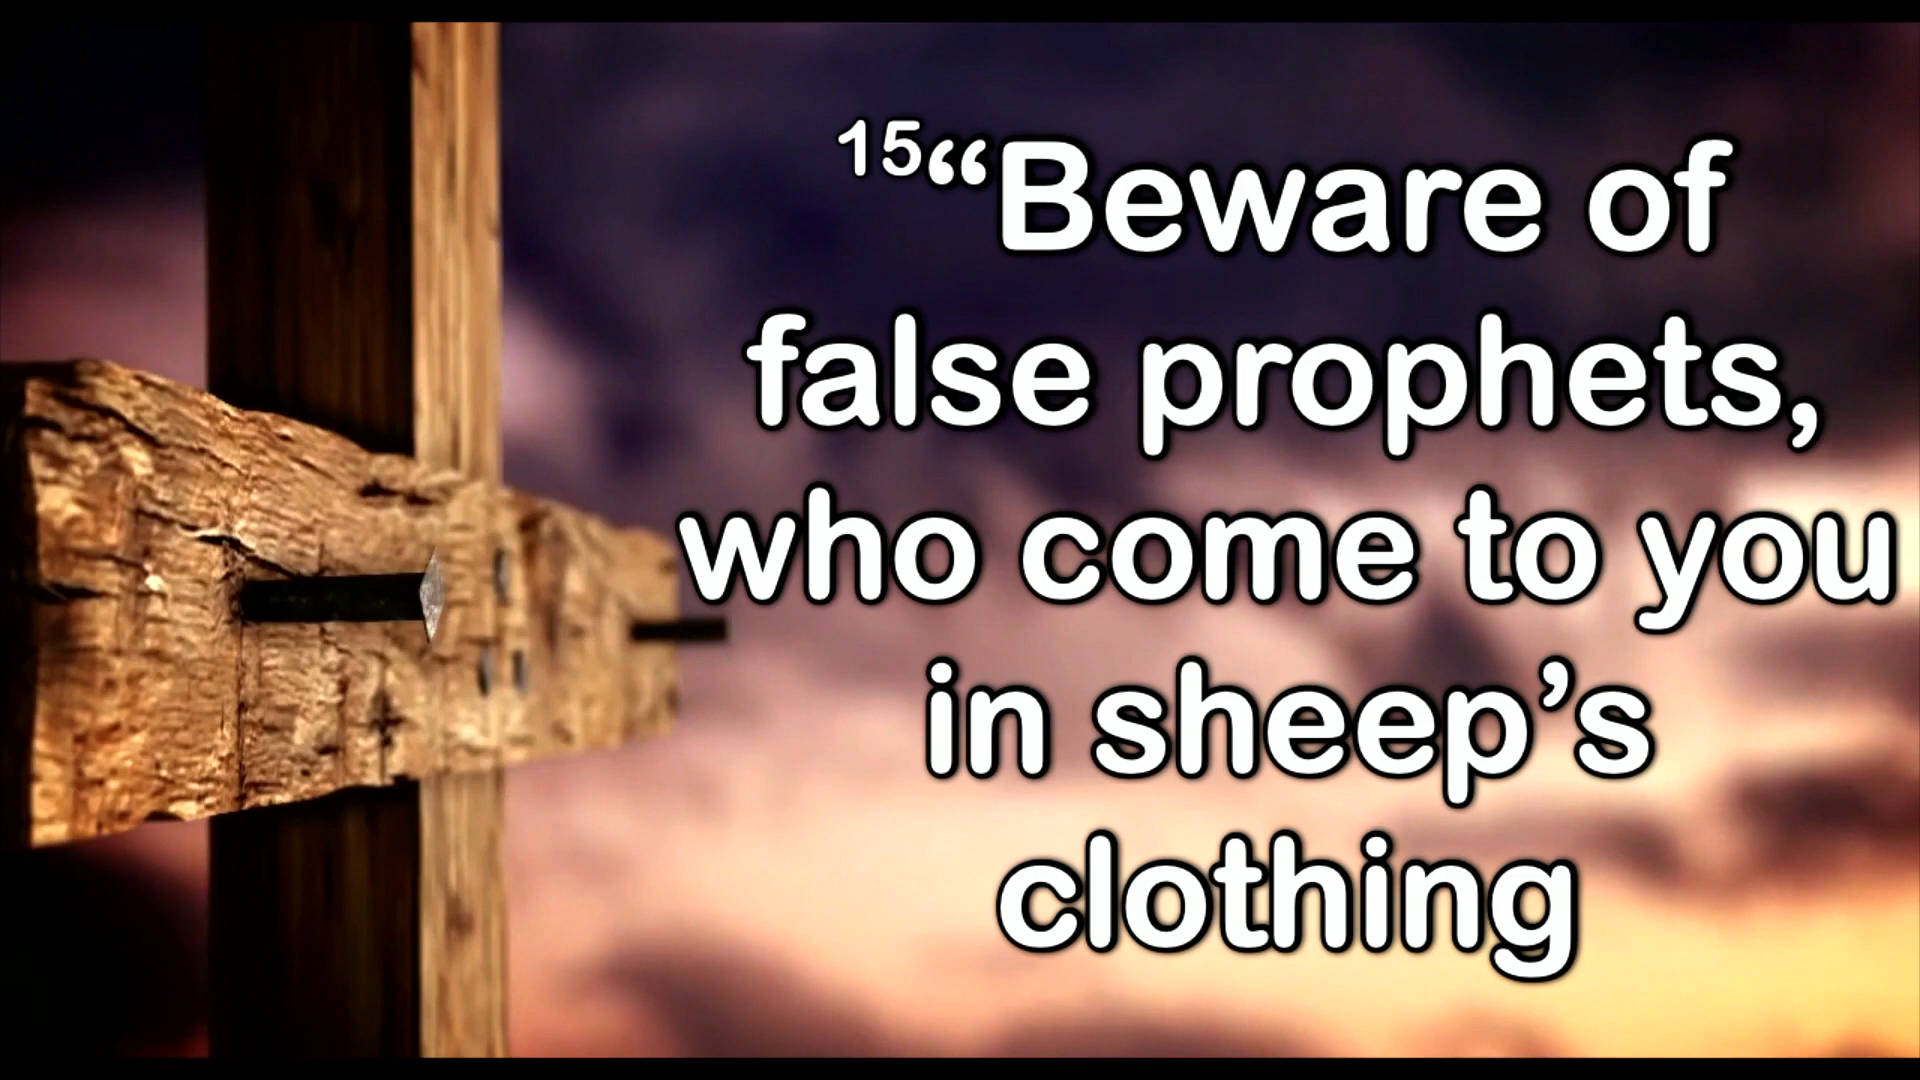 ¹⁵“Beware of
false prophets,
who come to you
in sheep’s
clothing